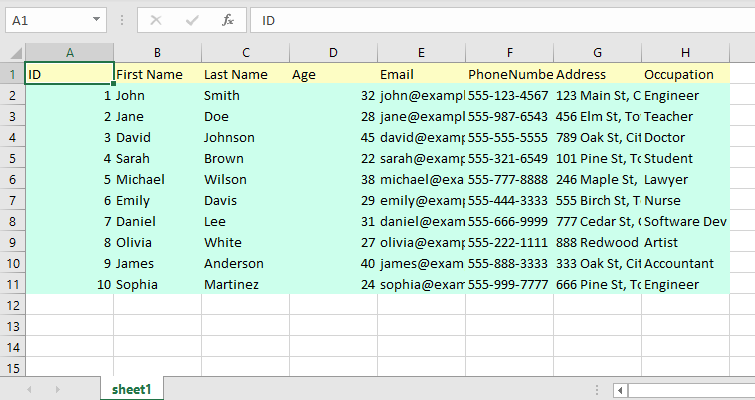 A1 fx ID
A B C D E F G H
1 ID First Name Last Name Age Email PhoneNumbe Address Occupation
2 1 John Smith 32 john@exampl 555-123-4567 123 Main St, C Engineer
3 2 Jane Doe 28 jane@examp 555-987-6543 456 Elm St, To Teacher
4 3 David Johnson 45 david@exam 555-555-5555 789 Oak St, Cit Doctor
5 4 Sarah Brown 22 sarah@exam 555-321-6549 101 Pine St, To Student
6 5 Michael Wilson 38 michael@exa 555-777-8888 246 Maple St, Lawyer
7 6 Emily Davis 29 emily@exam 555-444-3333 555 Birch St, T Nurse
8 7 Daniel Lee 31 daniel@exam 555-666-9999 777 Cedar St, Software Dev
9 8 Olivia White 27 olivia@examp 555-222-1111 888 Redwood Artist
10 9 James Anderson 40 james@exam 555-888-3333 333 Oak St, Cit Accountant
11 10 Sophia Martinez 24 sophia@exam 555-999-7777 666 Pine St, To Engineer
12
13
14
15
sheet1